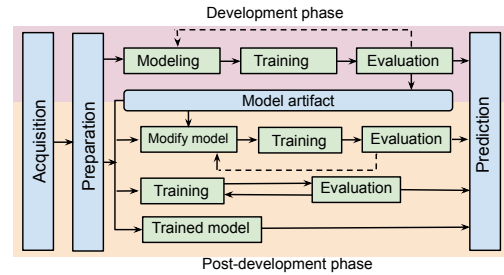 Development phase
Acquisition
Preparation
Modeling
Training
Evaluation
Model artifact
Modify model
Training
Evaluation
Training
Evaluation
Trained model
Prediction
Post-development phase